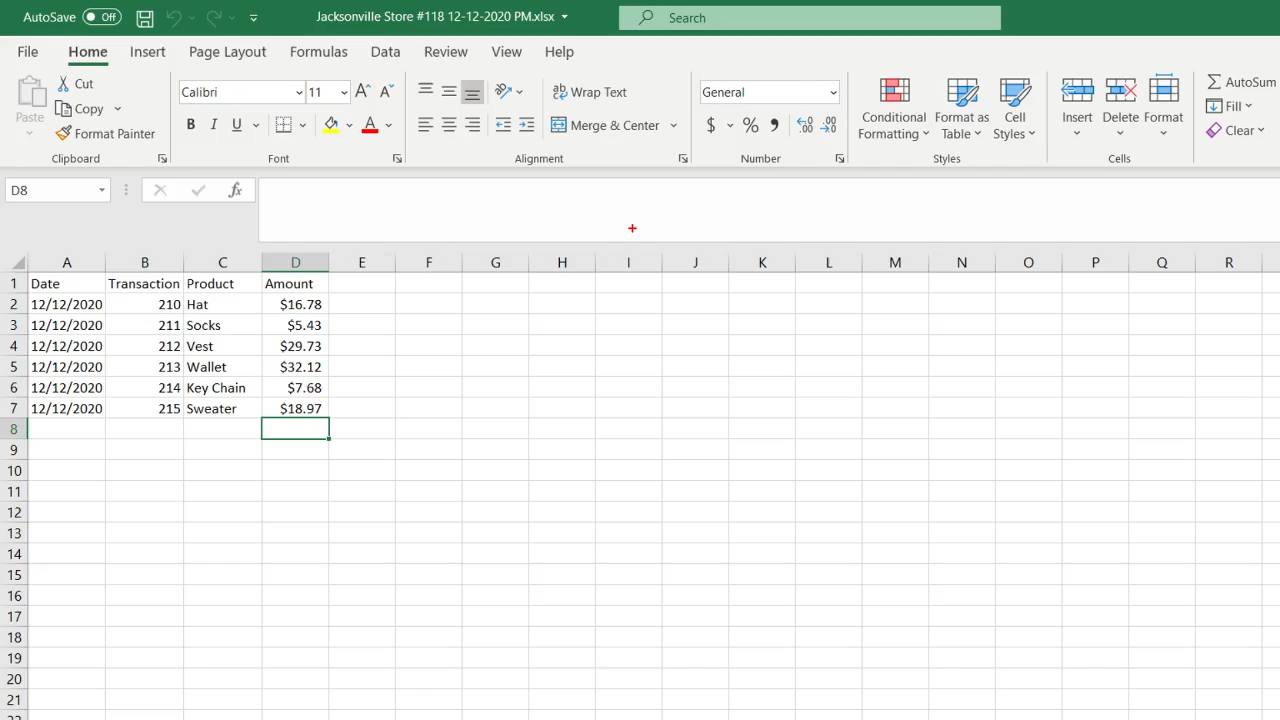 AutoSave Off Jacksonville Store #118 12-12-2020 PM.xlsx Search
File Home Insert Page Layout Formulas Data Review View Help
Paste Cut Copy Format Painter
Clipboard
Calibri 11 A A
B I U A
Font
ab Wrap Text
Merge & Center
Alignment
General
$ % , .00
Number
Conditional Formatting Format as Table Cell Styles
Styles
Insert Delete Format
Cells
AutoSum
Fill
Clear
D8 fx
A B C D E F G H I J K L M N O P Q R
1 Date Transaction Product Amount
2 12/12/2020 210 Hat $16.78
3 12/12/2020 211 Socks $5.43
4 12/12/2020 212 Vest $29.73
5 12/12/2020 213 Wallet $32.12
6 12/12/2020 214 Key Chain $7.68
7 12/12/2020 215 Sweater $18.97
8
9
10
11
12
13
14
15
16
17
18
19
20
21